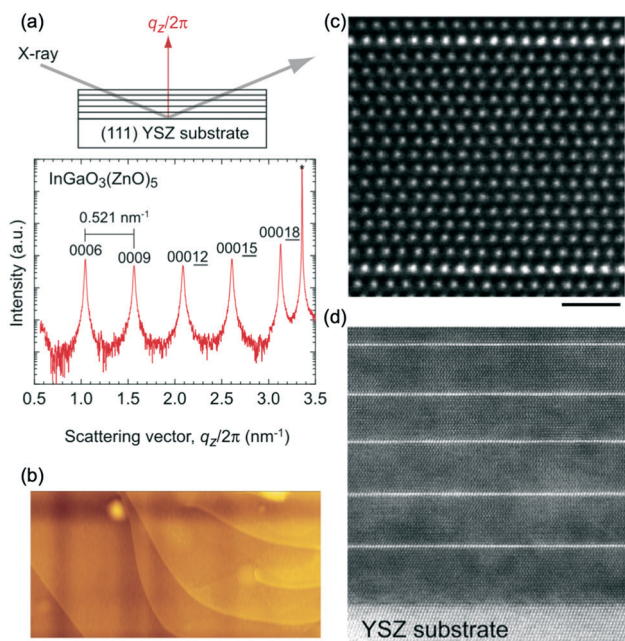 (a)
qz/2π
X-ray
(111) YSZ substrate
InGaO3(ZnO)5
0.521 nm-1
0006
0009
00012
00015
00018
*
Intensity (a.u.)
0.5 1.0 1.5 2.0 2.5 3.0 3.5
Scattering vector, qz/2π (nm-1)
(b)
(c)
(d)
YSZ substrate